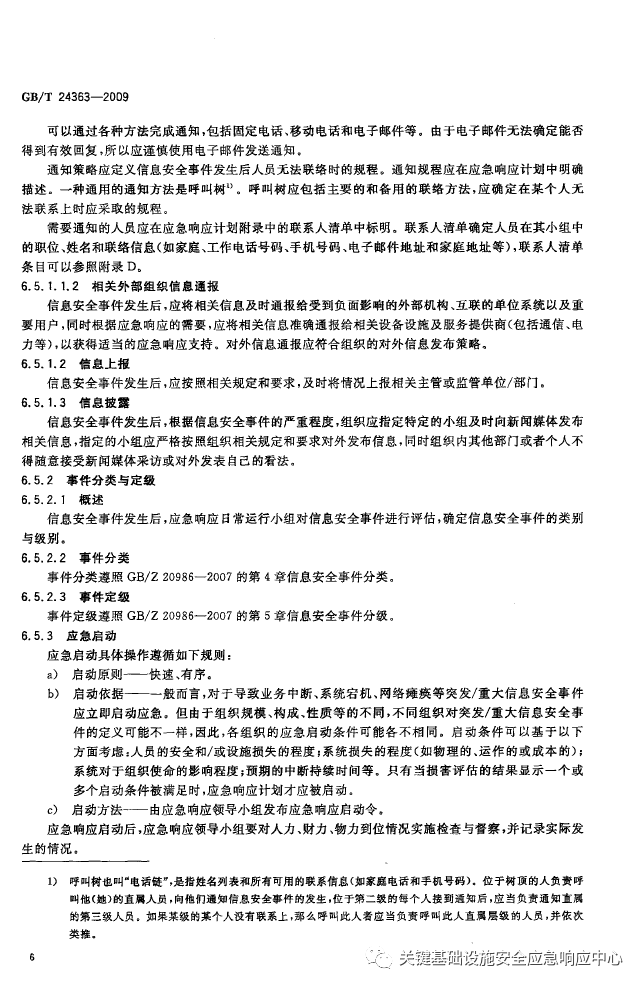 GB/T 24363—2009
可以通过各种方法完成通知,包括固定电话、移动电话和电子邮件等。由于电子邮件无法确定能否
得到有效回复,所以应谨慎使用电子邮件发送通知。
通知策略应定义信息安全事件发生后人员无法联络时的规程。通知规程应在应急响应计划中明确
描述。一种通用的通知方法是呼叫树¹⁾。呼叫树应包括主要的和备用的联络方法,应确定在某个人无
法联系上时应采取的规程。
需要通知的人员应在应急响应计划附录中的联系人清单中标明。联系人清单确定人员在其小组中
的职位、姓名和联络信息(如家庭、工作电话号码、手机号码、电子邮件地址和家庭地址等),联系人清单
条目可以参照附录 D。
6.5.1.1.2 相关外部组织信息通报
信息安全事件发生后,应将相关信息及时通报给受到负面影响的外部机构、互联的单位系统以及重
要用户,同时根据应急响应的需要,应将相关信息准确通报给相关设备设施及服务提供商(包括通信、电
力等),以获得适当的应急响应支持。对外信息通报应符合组织的对外信息发布策略。
6.5.1.2 信息上报
信息安全事件发生后,应按照相关规定和要求,及时将情况上报相关主管或监管单位/部门。
6.5.1.3 信息披露
信息安全事件发生后,根据信息安全事件的严重程度,组织应指定特定的小组及时向新闻媒体发布
相关信息,指定的小组应严格按照组织相关规定和要求对外发布信息,同时组织内其他部门或者个人不
得随意接受新闻媒体采访或对外发表自己的看法。
6.5.2 事件分类与定级
6.5.2.1 概述
信息安全事件发生后,应急响应日常运行小组对信息安全事件进行评估,确定信息安全事件的类别
与级别。
6.5.2.2 事件分类
事件分类遵照 GB/Z 20986—2007 的第 4 章信息安全事件分类。
6.5.2.3 事件定级
事件定级遵照 GB/Z 20986—2007 的第 5 章信息安全事件分级。
6.5.3 应急启动
应急启动具体操作遵循如下规则:
a) 启动原则——快速、有序。
b) 启动依据——一般而言,对于导致业务中断、系统宕机、网络瘫痪等突发/重大信息安全事件
应立即启动应急。但由于组织规模、构成、性质等的不同,不同组织对突发/重大信息安全事
件的定义可能不一样,因此,各组织的应急启动条件可能各不相同。启动条件可以基于以下
方面考虑:人员的安全和/或设施损失的程度;系统损失的程度(如物理的、运作的或成本的);
系统对于组织使命的影响程度;预期的中断持续时间等。只有当损害评估的结果显示一个或
多个启动条件被满足时,应急响应计划才应被启动。
c) 启动方法——由应急响应领导小组发布应急响应启动令。
应急响应启动后,应急响应领导小组要对人力、财力、物力到位情况实施检查与督察,并记录实际发
生的情况。
1) 呼叫树也叫“电话链”,是指姓名列表和所有可用的联系信息(如家庭电话和手机号码)。位于树顶的人负责呼
叫他(她)的直属人员,向他们通知信息安全事件的发生,位于第二级的每个人接到通知后,应当负责通知直属
的第三级人员。如果某级的某个人没有联系上,那么呼叫此人者应当负责呼叫此人直属层级的人员,并依次
类推。
6
关键基础设施安全应急响应中心